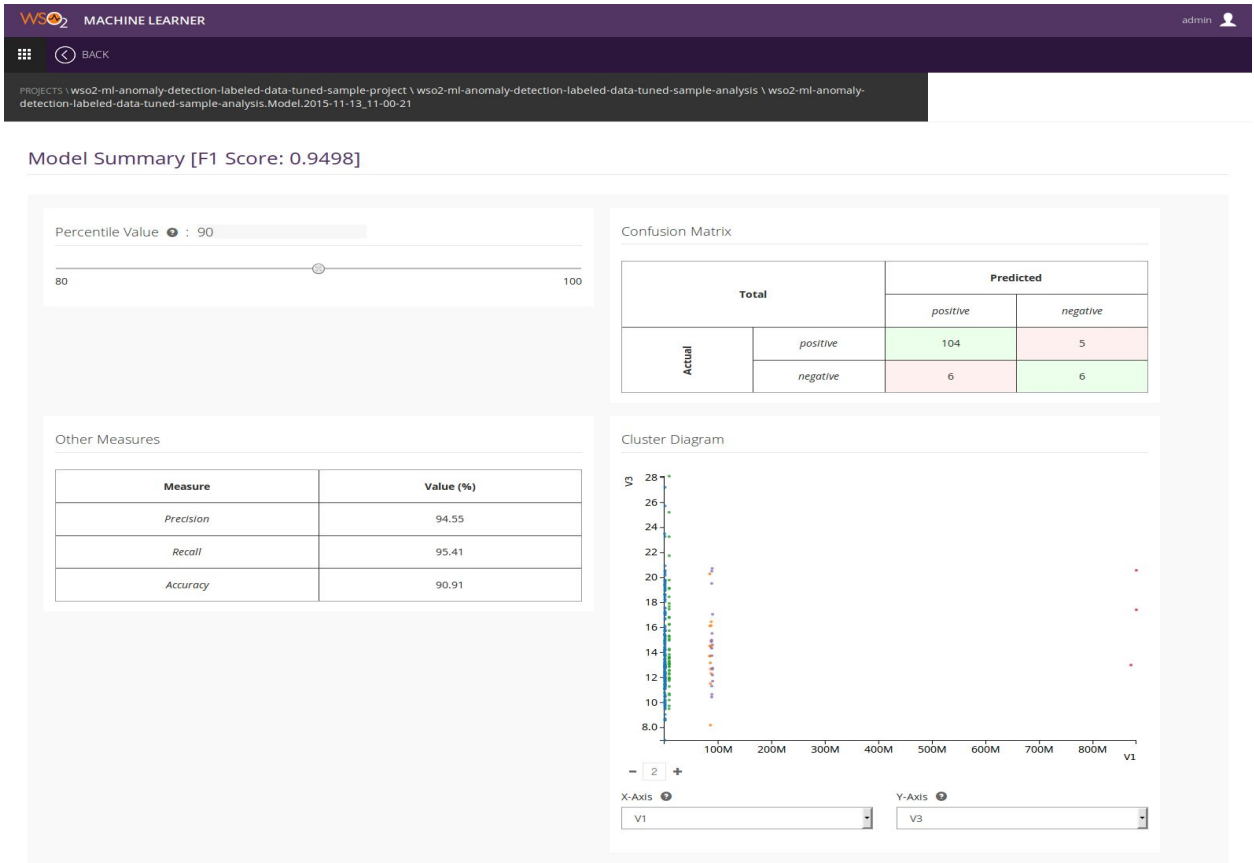 WSO2 MACHINE LEARNER
admin
BACK
PROJECTS \ wso2-ml-anomaly-detection-labeled-data-tuned-sample-project \ wso2-ml-anomaly-detection-labeled-data-tuned-sample-analysis \ wso2-ml-anomaly-
detection-labeled-data-tuned-sample-analysis.Model.2015-11-13_11-00-21
Model Summary [F1 Score: 0.9498]
Percentile Value ? : 90
80 100
Confusion Matrix
Total Predicted
positive negative
Actual positive 104 5
negative 6 6
Other Measures
Measure Value (%)
Precision 94.55
Recall 95.41
Accuracy 90.91
Cluster Diagram
V3
28
26
24
22
20
18
16
14
12
10
8.0
100M 200M 300M 400M 500M 600M 700M 800M
V1
- 2 +
X-Axis ? Y-Axis ?
V1 V3